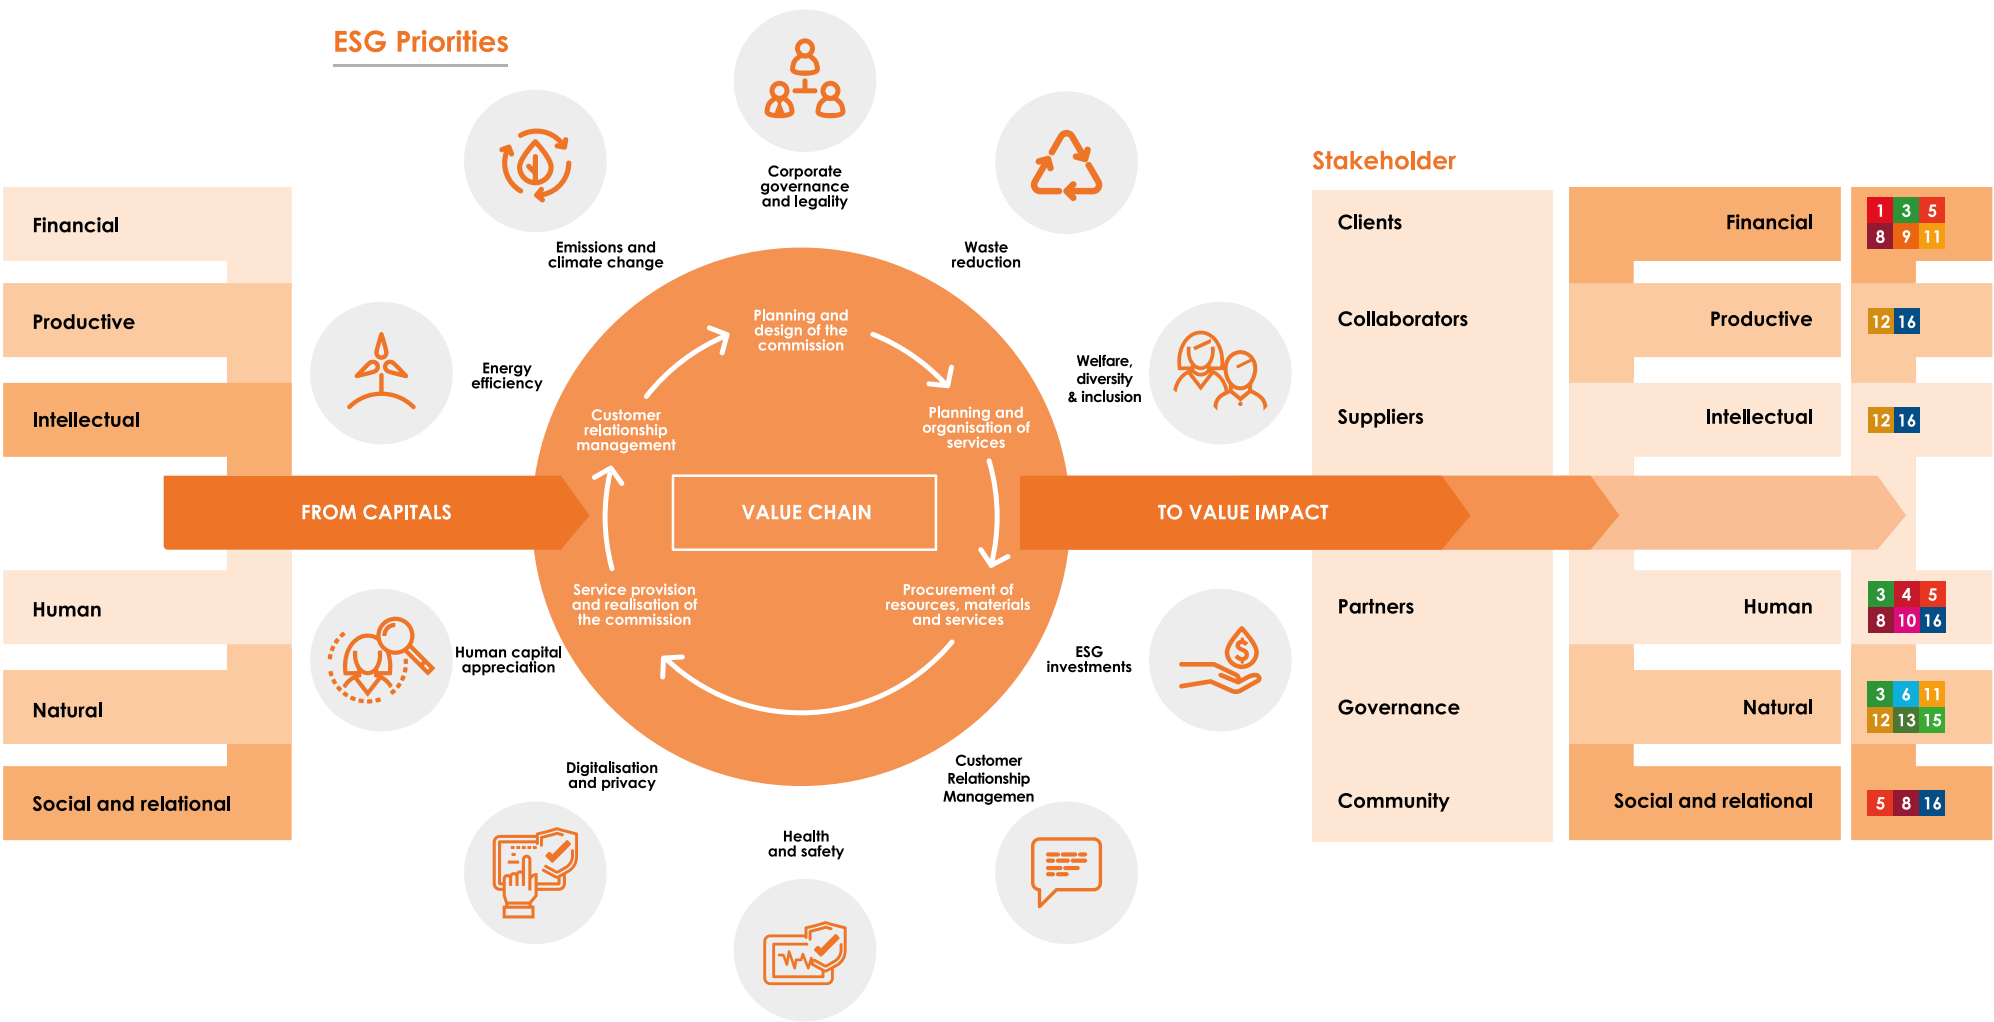 ESG Priorities
Corporate
governance
and legality
Emissions and
climate change
Waste
reduction
Energy
efficiency
Welfare,
diversity
& inclusion
Financial
Productive
Intellectual
FROM CAPITALS
Human
Natural
Social and relational
Planning and
design of the
commission
Planning and
organisation of
services
Procurement of
resources, materials
and services
Service provision
and realisation of
the commission
Customer
relationship
management
VALUE CHAIN
TO VALUE IMPACT
Human capital
appreciation
ESG
investments
Digitalisation
and privacy
Customer
Relationship
Managemen
Health
and safety
$
Stakeholder
Clients
Collaborators
Suppliers
Partners
Governance
Community
Financial
1 3 5
8 9 11
Productive
12 16
Intellectual
12 16
Human
3 4 5
8 10 16
Natural
3 6 11
12 13 15
Social and relational
5 8 16